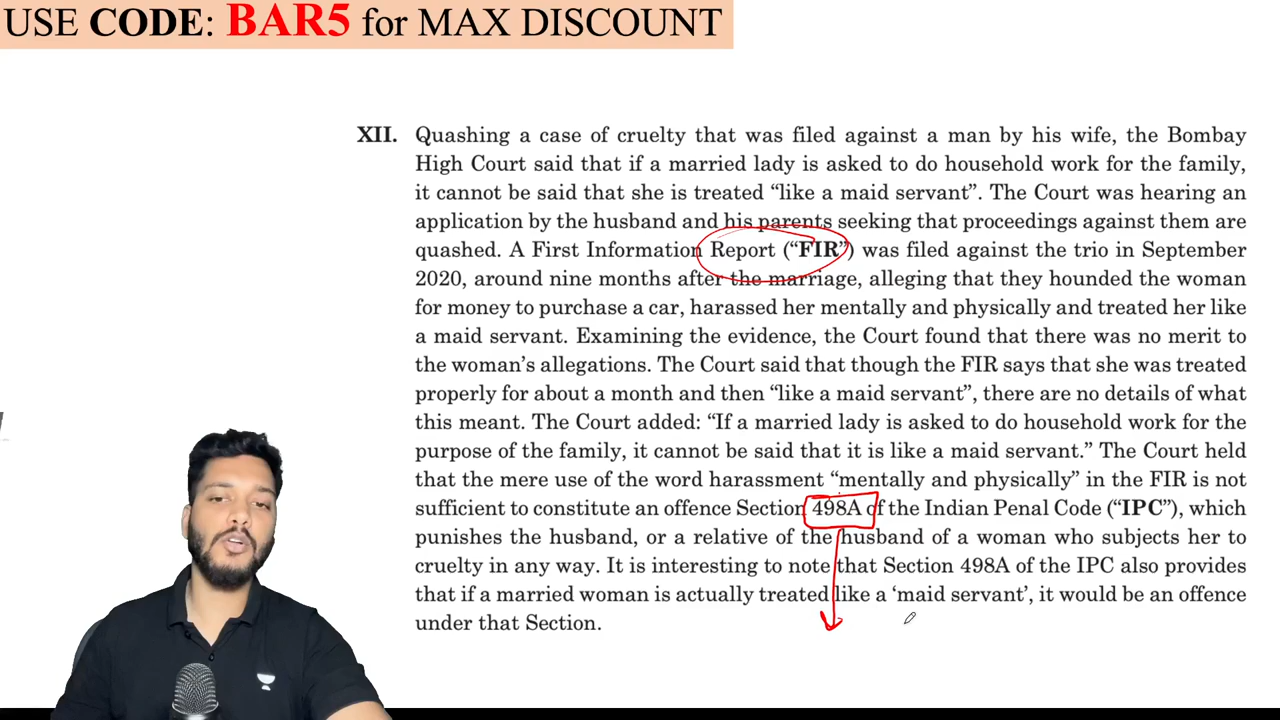 USE CODE: BAR5 for MAX DISCOUNT
XII. Quashing a case of cruelty that was filed against a man by his wife, the Bombay
High Court said that if a married lady is asked to do household work for the family,
it cannot be said that she is treated “like a maid servant”. The Court was hearing an
application by the husband and his parents seeking that proceedings against them are
quashed. A First Information Report (“FIR”) was filed against the trio in September
2020, around nine months after the marriage, alleging that they hounded the woman
for money to purchase a car, harassed her mentally and physically and treated her like
a maid servant. Examining the evidence, the Court found that there was no merit to
the woman’s allegations. The Court said that though the FIR says that she was treated
properly for about a month and then “like a maid servant”, there are no details of what
this meant. The Court added: “If a married lady is asked to do household work for the
purpose of the family, it cannot be said that it is like a maid servant.” The Court held
that the mere use of the word harassment “mentally and physically” in the FIR is not
sufficient to constitute an offence Section 498A of the Indian Penal Code (“IPC”), which
punishes the husband, or a relative of the husband of a woman who subjects her to
cruelty in any way. It is interesting to note that Section 498A of the IPC also provides
that if a married woman is actually treated like a ‘maid servant’, it would be an offence
under that Section.